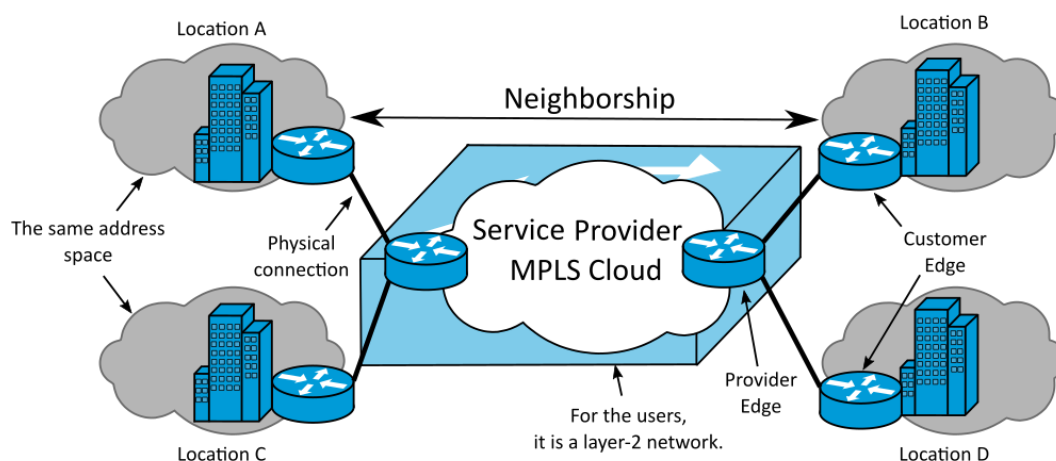 Location A
Location B
Neighborship
The same address
space
Physical
connection
Service Provider
MPLS Cloud
Customer
Edge
Provider
Edge
For the users,
it is a layer-2 network.
Location C
Location D